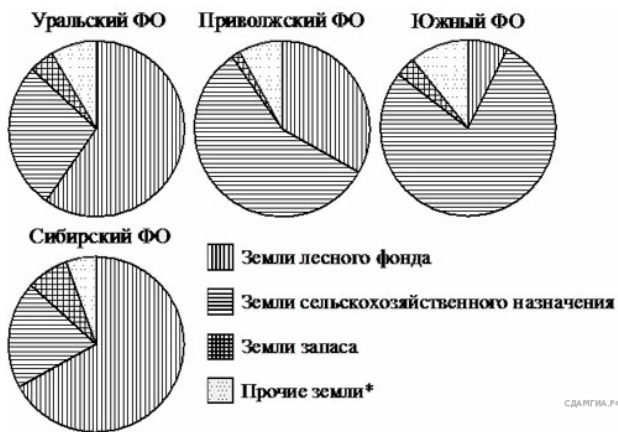 Уральский ФО
Приволжский ФО
Южный ФО
Сибирский ФО
Земли лесного фонда
Земли сельскохозяйственного назначения
Земли запаса
Прочие земли*
СДАМГИА.РФ